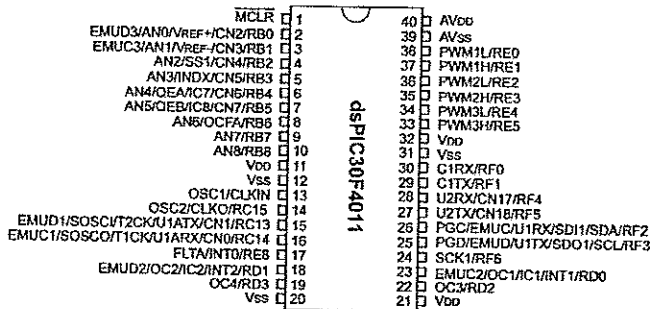 MCLR 1
EMUD3/AN0/VREF+/CN2/RB0 2
EMUC3/AN1/VREF-/CN3/RB1 3
AN2/SS1/CN4/RB2 4
AN3/INDX/CN5/RB3 5
AN4/QEA/IC7/CN6/RB4 6
AN5/QEB/IC8/CN7/RB5 7
AN6/OCFA/RB6 8
AN7/RB7 9
AN8/RB8 10
VDD 11
VSS 12
OSC1/CLKIN 13
OSC2/CLKO/RC15 14
EMUD1/SOSCI/T2CK/U1ATX/CN1/RC13 15
EMUC1/SOSCO/T1CK/U1ARX/CN0/RC14 16
FLTA/INT0/RE8 17
EMUD2/OC2/IC2/INT2/RD1 18
OC4/RD3 19
VSS 20
dsPIC30F4011
40 AVDD
39 AVSS
38 PWM1L/RE0
37 PWM1H/RE1
36 PWM2L/RE2
35 PWM2H/RE3
34 PWM3L/RE4
33 PWM3H/RE5
32 VDD
31 VSS
30 C1RX/RF0
29 C1TX/RF1
28 U2RX/CN17/RF4
27 U2TX/CN18/RF5
26 PGC/EMUC/U1RX/SDI1/SDA/RF2
25 PGD/EMUD/U1TX/SDO1/SCL/RF3
24 SCK1/RF6
23 EMUC2/OC1/IC1/INT1/RD0
22 OC3/RD2
21 VDD